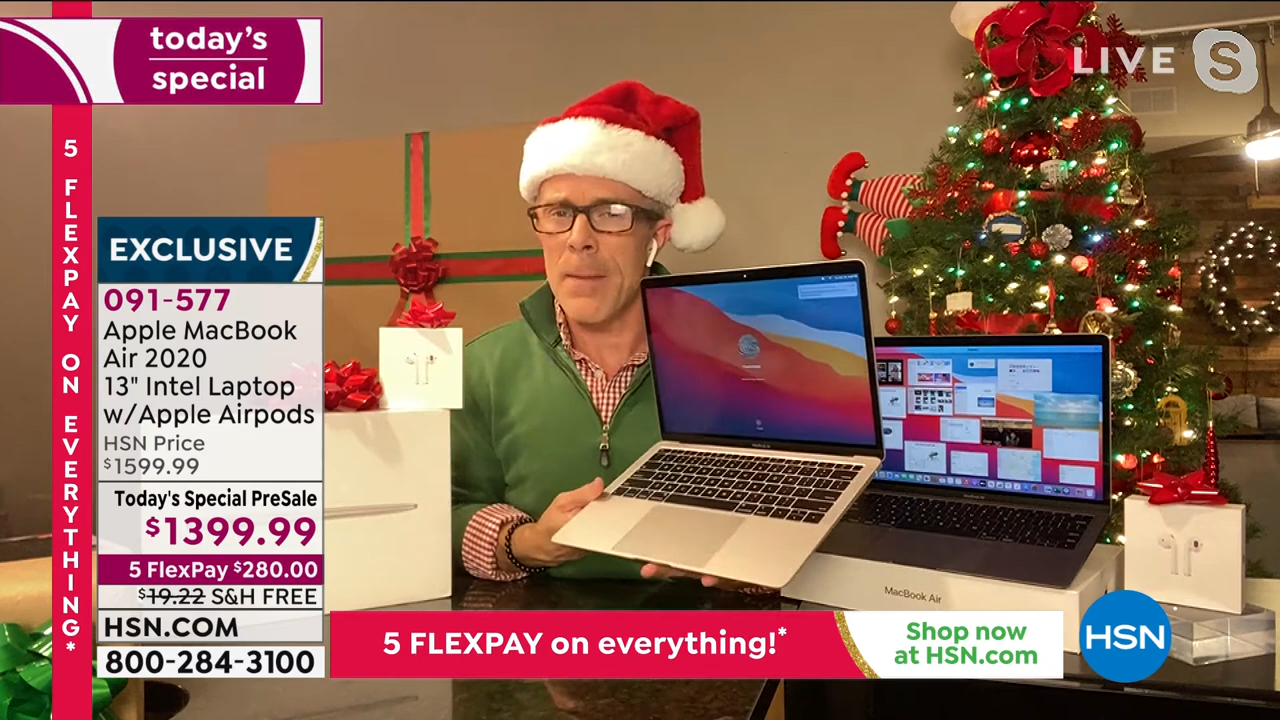 today's
special
LIVE S
5 FLEXPAY ON EVERYTHING*
EXCLUSIVE
091-577
Apple MacBook
Air 2020
13" Intel Laptop
w/Apple Airpods
HSN Price
$1599.99
Today's Special PreSale
$1399.99
5 FlexPay $280.00
$19.22 S&H FREE
HSN.COM
800-284-3100
MacBook Air
5 FLEXPAY on everything!*
Shop now
at HSN.com
HSN